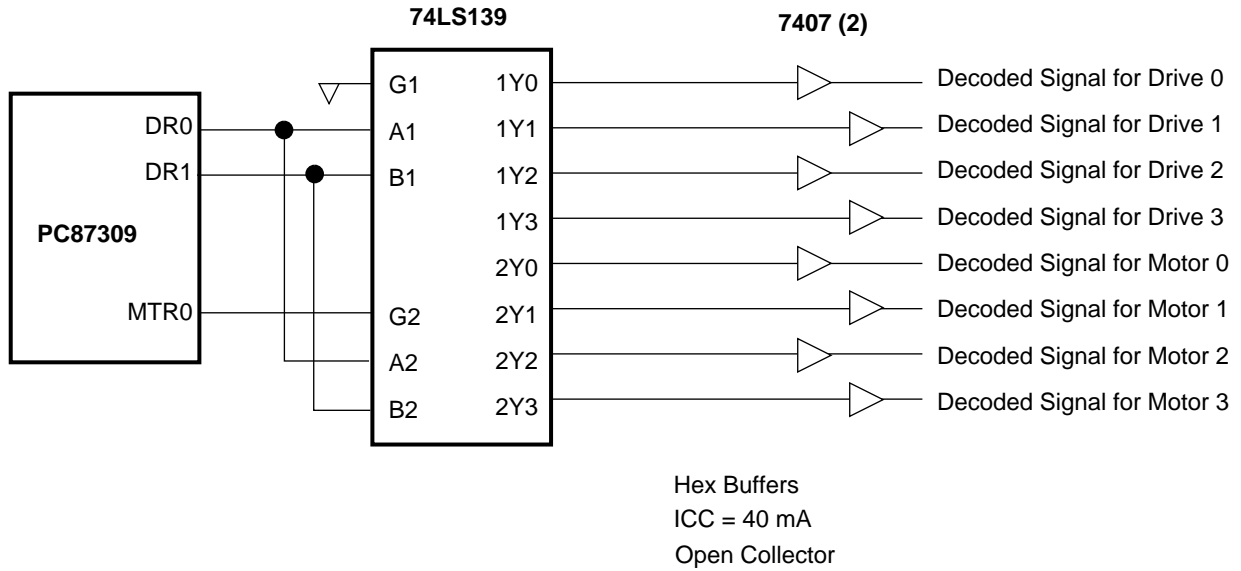 74LS139
7407 (2)
G1 1Y0 Decoded Signal for Drive 0
DR0 A1 1Y1 Decoded Signal for Drive 1
DR1 B1 1Y2 Decoded Signal for Drive 2
1Y3 Decoded Signal for Drive 3
PC87309
2Y0 Decoded Signal for Motor 0
MTR0 G2 2Y1 Decoded Signal for Motor 1
A2 2Y2 Decoded Signal for Motor 2
B2 2Y3 Decoded Signal for Motor 3
Hex Buffers
ICC = 40 mA
Open Collector